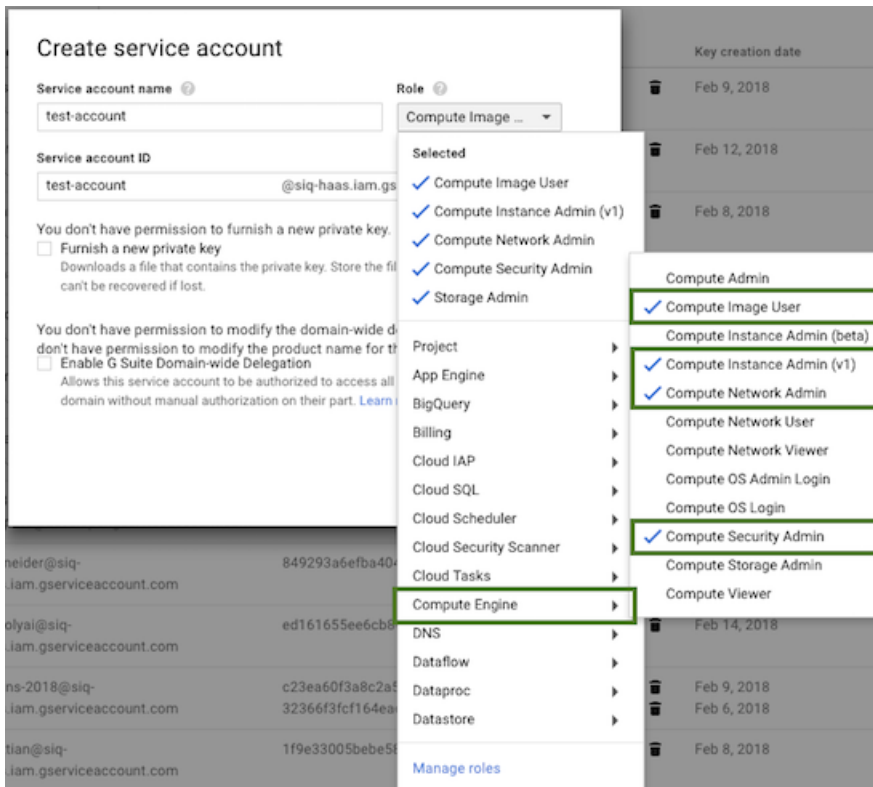 Create service account
Service account name
Role
test-account
Compute Image ...
Service account ID
test-account
@siq-haas.iam.gs
You don't have permission to furnish a new private key.
Furnish a new private key
Downloads a file that contains the private key. Store the fil
can't be recovered if lost.
You don't have permission to modify the domain-wide d
don't have permission to modify the product name for th
Enable G Suite Domain-wide Delegation
Allows this service account to be authorized to access all
domain without manual authorization on their part. Learn
Selected
Compute Image User
Compute Instance Admin (v1)
Compute Network Admin
Compute Security Admin
Storage Admin
Project
App Engine
BigQuery
Billing
Cloud IAP
Cloud SQL
Cloud Scheduler
Cloud Security Scanner
Cloud Tasks
Compute Engine
DNS
Dataflow
Dataproc
Datastore
Manage roles
Compute Admin
Compute Image User
Compute Instance Admin (beta)
Compute Instance Admin (v1)
Compute Network Admin
Compute Network User
Compute Network Viewer
Compute OS Admin Login
Compute OS Login
Compute Security Admin
Compute Storage Admin
Compute Viewer
Key creation date
Feb 9, 2018
Feb 12, 2018
Feb 8, 2018
neider@siq- 849293a6efba404
.iam.gserviceaccount.com
olyai@siq- ed161655ee6cb8 Feb 14, 2018
.iam.gserviceaccount.com
ns-2018@siq- c23ea60f3a8c2a5 Feb 9, 2018
.iam.gserviceaccount.com 32366f3fcf164ea Feb 6, 2018
tian@siq- 1f9e33005bebe58 Feb 8, 2018
.iam.gserviceaccount.com